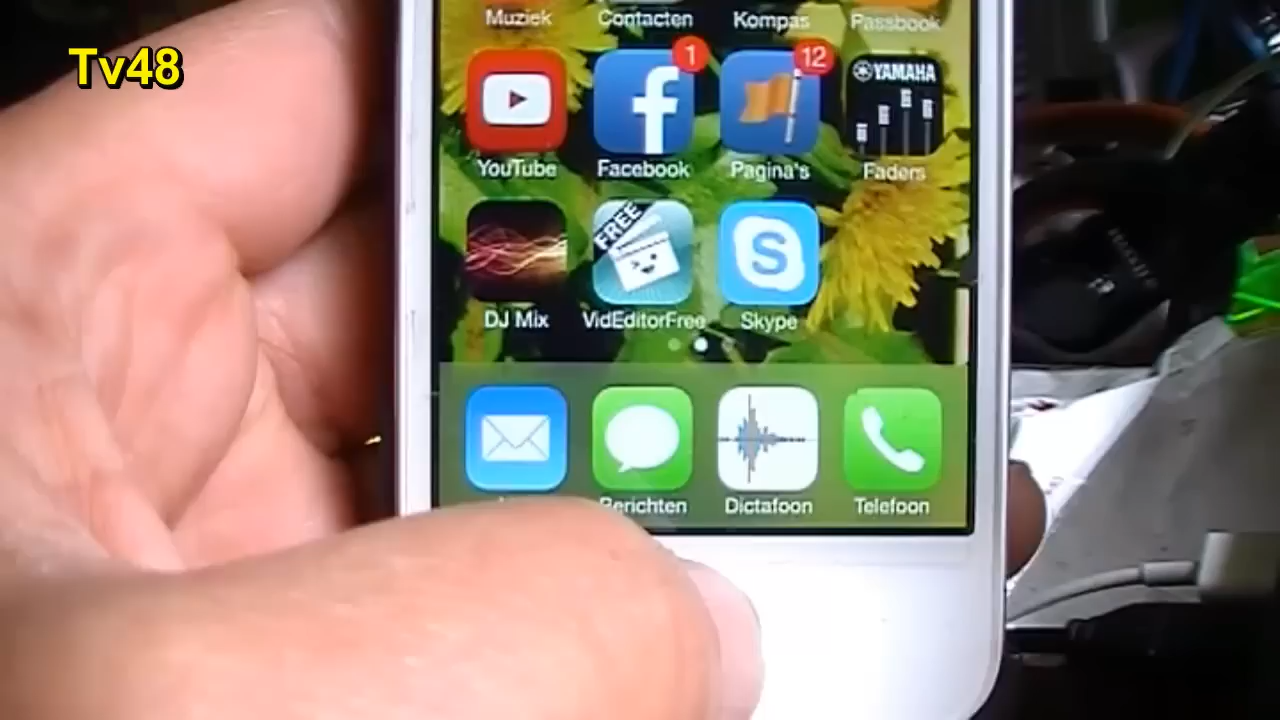 Tv48
Muziek Contacten Kompas Passbook
1 12
YAMAHA
YouTube Facebook Pagina's Faders
FREE
DJ Mix VidEditorFree Skype
Berichten Dictafoon Telefoon